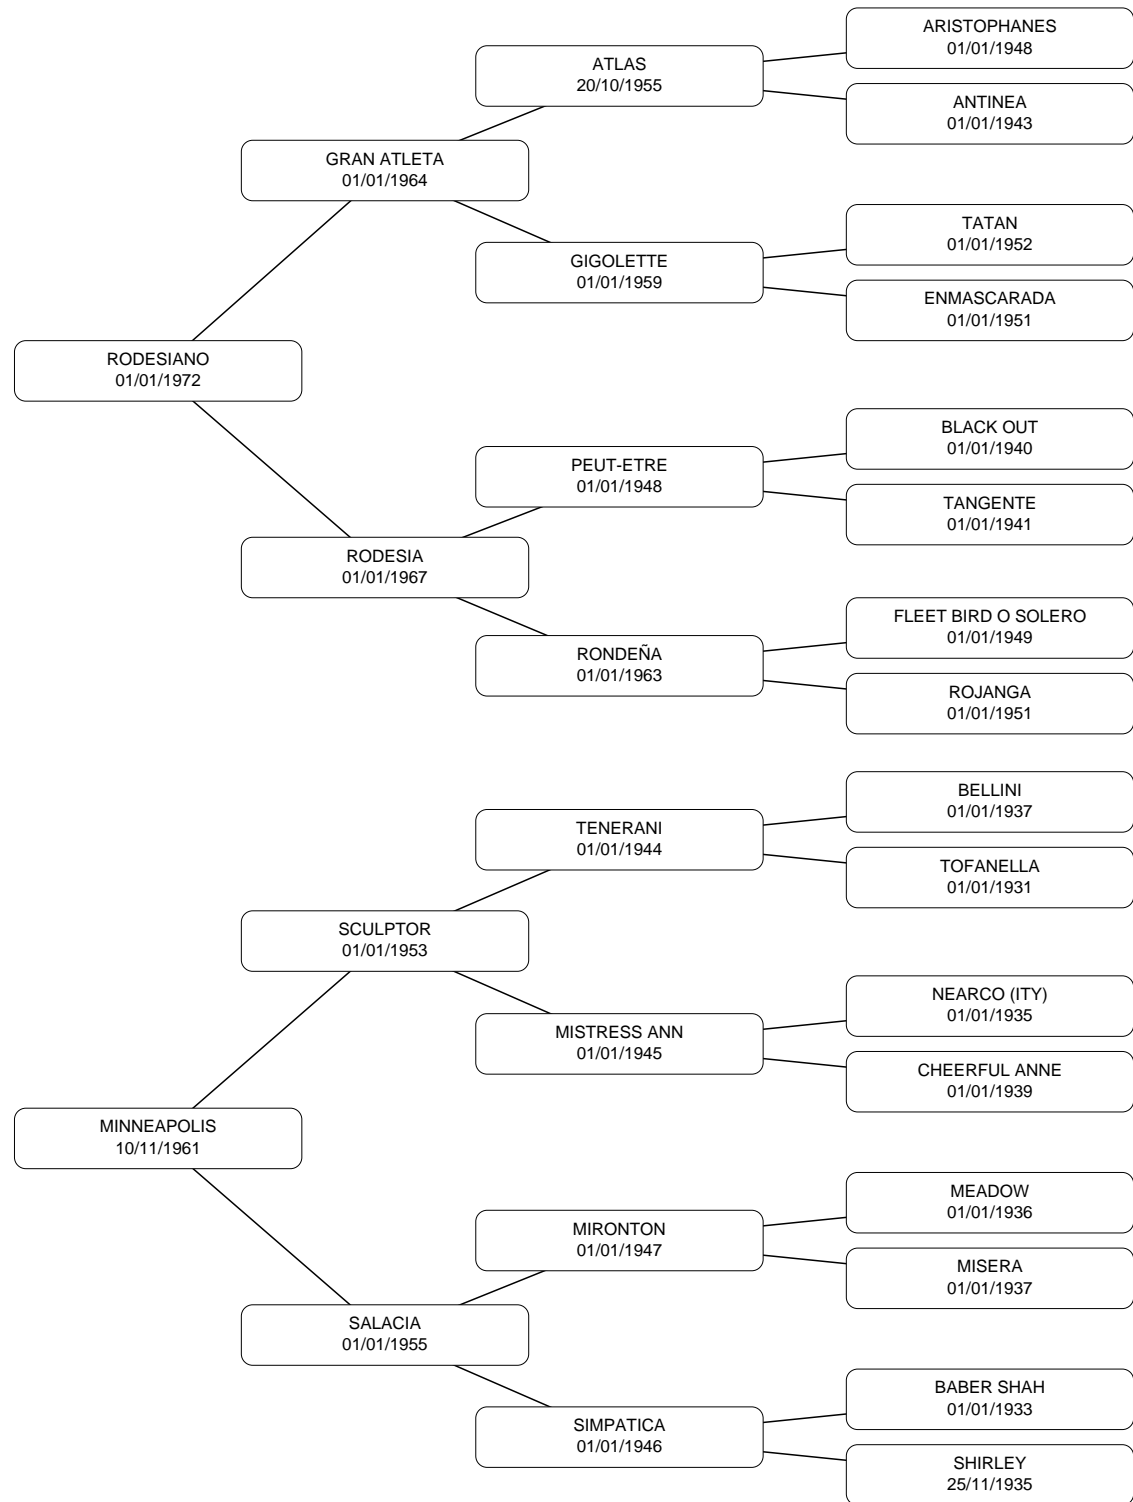 ARISTOPHANES
01/01/1948
ATLAS
20/10/1955
ANTINEA
01/01/1943
GRAN ATLETA
01/01/1964
TATAN
01/01/1952
GIGOLETTE
01/01/1959
ENMASCARADA
01/01/1951
RODESIANO
01/01/1972
BLACK OUT
01/01/1940
PEUT-ETRE
01/01/1948
TANGENTE
01/01/1941
RODESIA
01/01/1967
FLEET BIRD O SOLERO
01/01/1949
RONDEÑA
01/01/1963
ROJANGA
01/01/1951
BELLINI
01/01/1937
TENERANI
01/01/1944
TOFANELLA
01/01/1931
SCULPTOR
01/01/1953
NEARCO (ITY)
01/01/1935
MISTRESS ANN
01/01/1945
CHEERFUL ANNE
01/01/1939
MINNEAPOLIS
10/11/1961
MEADOW
01/01/1936
MIRONTON
01/01/1947
MISERA
01/01/1937
SALACIA
01/01/1955
BABER SHAH
01/01/1933
SIMPATICA
01/01/1946
SHIRLEY
25/11/1935